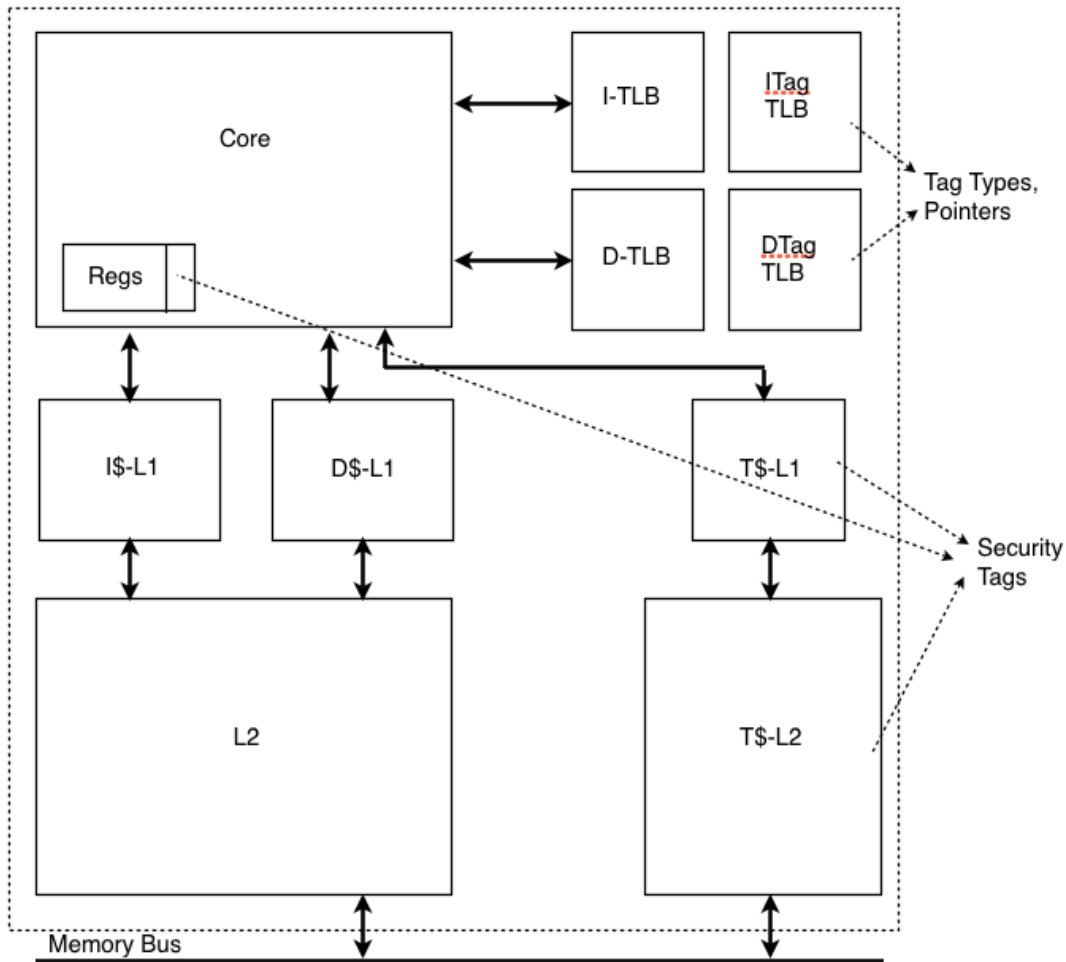 Core
I-TLB
ITag
TLB
Tag Types,
Pointers
Regs
D-TLB
DTag
TLB
I$-L1
D$-L1
T$-L1
Security
Tags
L2
T$-L2
Memory Bus